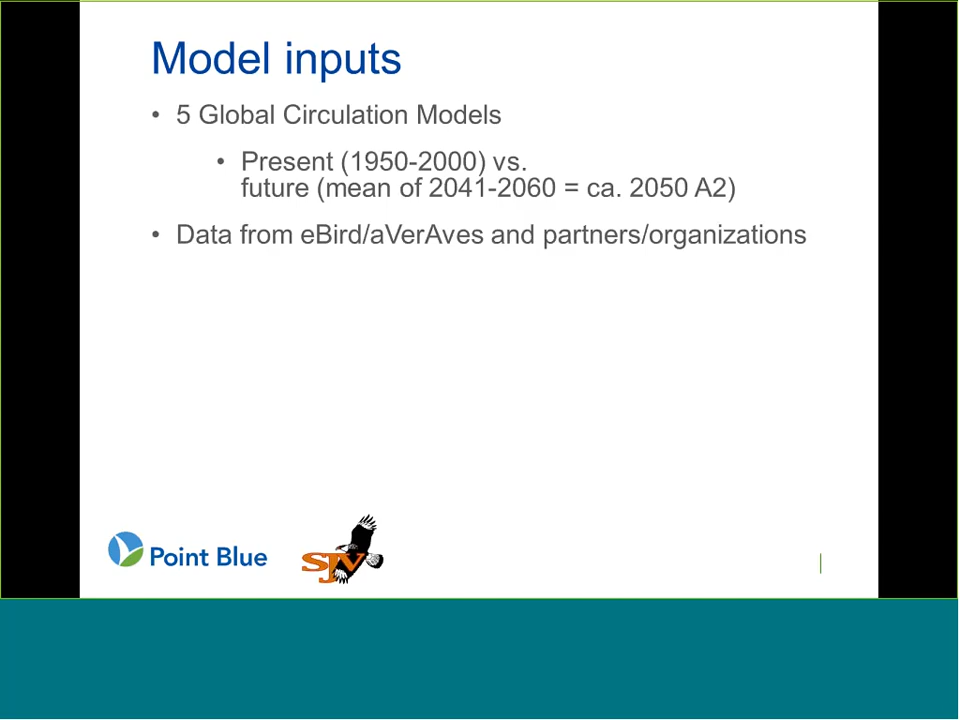 Model inputs
• 5 Global Circulation Models
• Present (1950-2000) vs.
future (mean of 2041-2060 = ca. 2050 A2)
• Data from eBird/aVerAves and partners/organizations
Point Blue
SJV